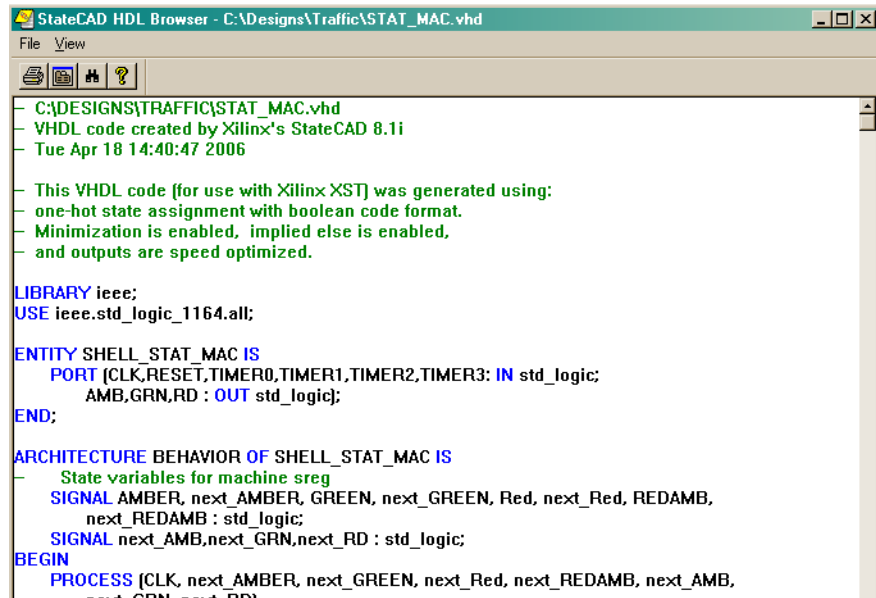 StateCAD HDL Browser - C:\Designs\Traffic\STAT_MAC.vhd
File View
– C:\DESIGNS\TRAFFIC\STAT_MAC.vhd
– VHDL code created by Xilinx's StateCAD 8.1i
– Tue Apr 18 14:40:47 2006
– This VHDL code (for use with Xilinx XST) was generated using:
– one-hot state assignment with boolean code format.
– Minimization is enabled, implied else is enabled,
– and outputs are speed optimized.
LIBRARY ieee;
USE ieee.std_logic_1164.all;
ENTITY SHELL_STAT_MAC IS
PORT (CLK,RESET,TIMER0,TIMER1,TIMER2,TIMER3: IN std_logic;
AMB,GRN,RD : OUT std_logic);
END;
ARCHITECTURE BEHAVIOR OF SHELL_STAT_MAC IS
– State variables for machine sreg
SIGNAL AMBER, next_AMBER, GREEN, next_GREEN, Red, next_Red, REDAMB,
next_REDAMB : std_logic;
SIGNAL next_AMB,next_GRN,next_RD : std_logic;
BEGIN
PROCESS (CLK, next_AMBER, next_GREEN, next_Red, next_REDAMB, next_AMB,
next_GRN, next_RD)